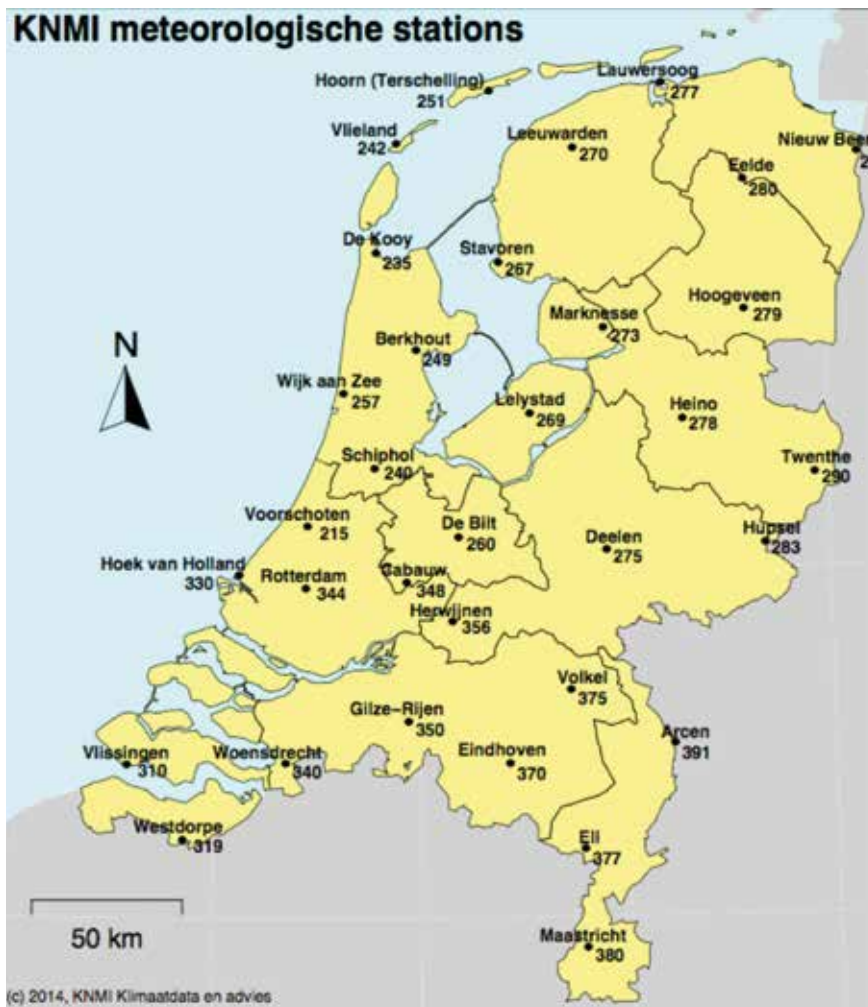 KNMI meteorologische stations
Lauwersoog
277
Hoorn (Terschelling)
251
Vlieland
242
Leeuwarden
270
Nieuw Beer
2
Eelde
280
De Kooy
235
Stavoren
267
Hoogeveen
279
Marknesse
273
Berkhout
249
N
Wijk aan Zee
257
Lelystad
269
Heino
278
Schiphol
240
Twenthe
290
Voorschoten
215
De Bilt
260
Deelen
275
Hupsel
283
Hoek van Holland
330
Rotterdam
344
Cabauw
348
Herwijnen
356
Volkel
375
Gilze-Rijen
350
Arcen
391
Vlissingen
310
Woensdrecht
340
Eindhoven
370
Westdorpe
319
Ell
377
50 km
Maastricht
380
(c) 2014, KNMI Klimaatdata en advies